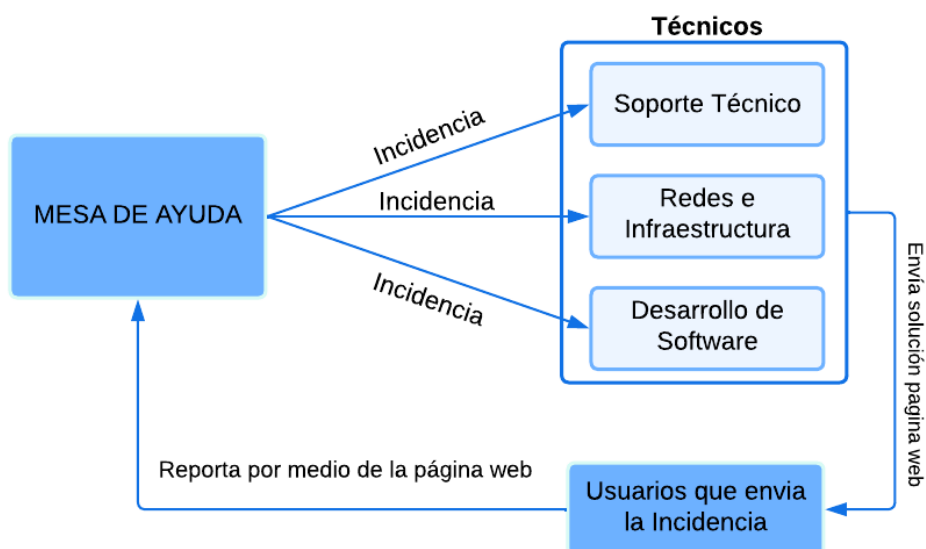 Técnicos
Soporte Técnico
Incidencia
MESA DE AYUDA
Incidencia
Redes e
Infraestructura
Incidencia
Desarrollo de
Software
Envía solución pagina web
Reporta por medio de la página web
Usuarios que envia
la Incidencia